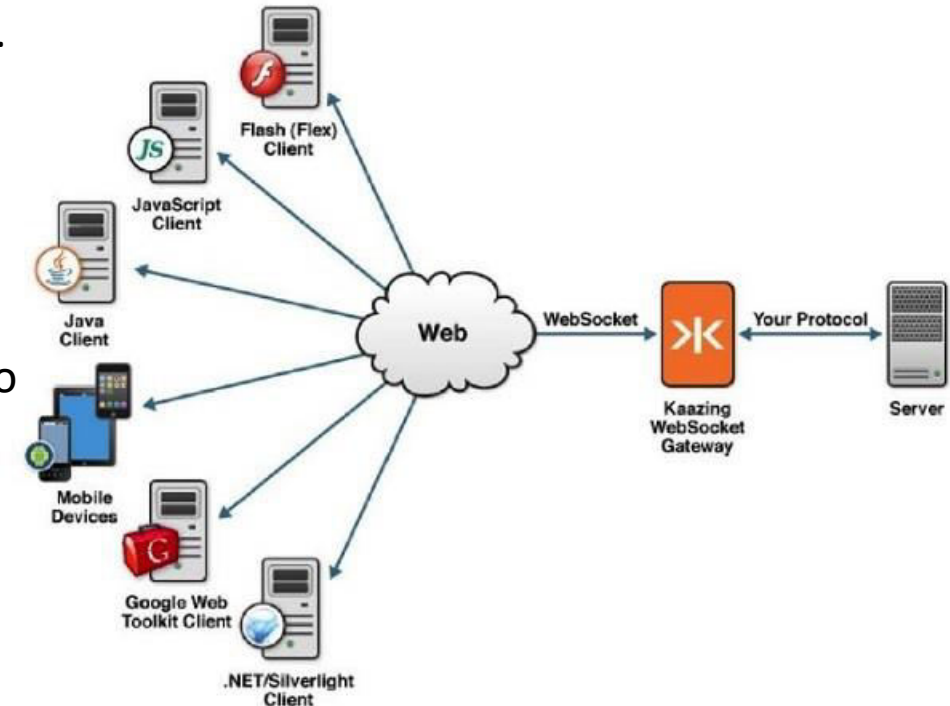 .
Flash (Flex)
Client
JS
JavaScript
Client
Java
Client
Web
WebSocket
Your Protocol
Kaazing
WebSocket
Gateway
Server
o
Mobile
Devices
G
Google Web
Toolkit Client
.NET/Silverlight
Client